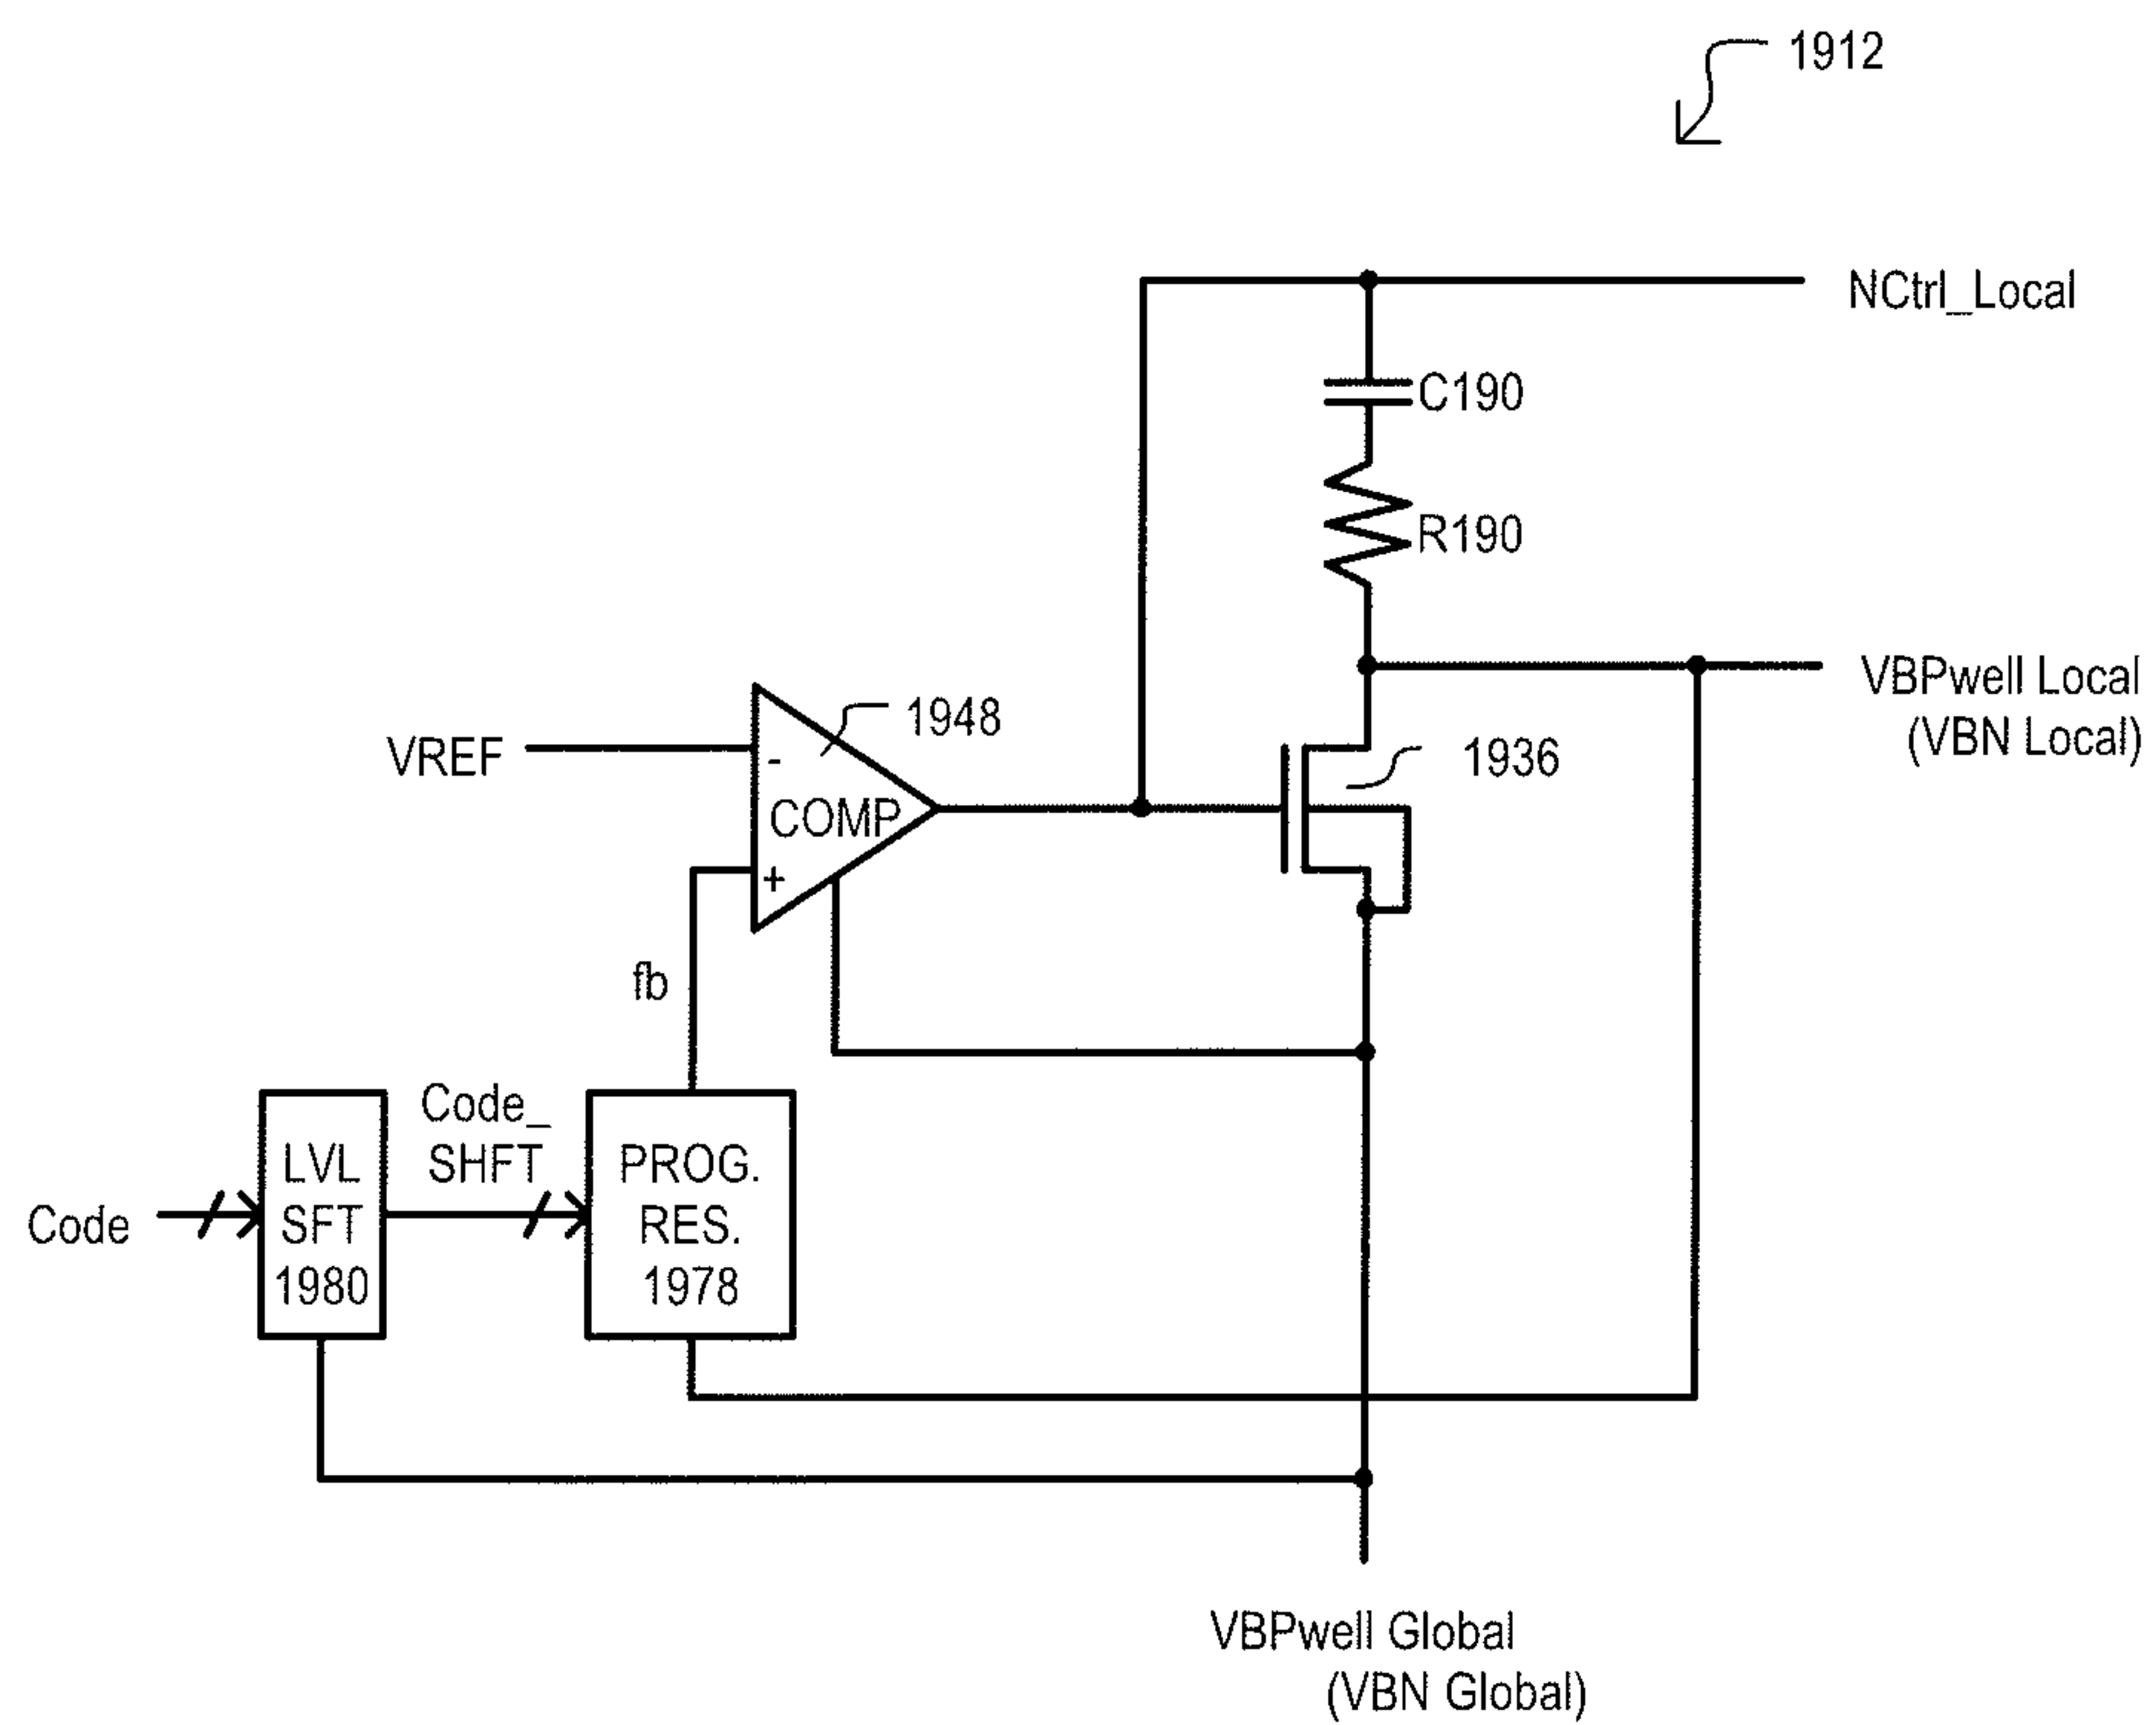 1912
NCtrl_Local
C190
R190
VBPwell Local
(VBN Local)
1948
1936
VREF
-
COMP
+
fb
Code_
SHFT
LVL
SFT
1980
PROG.
RES.
1978
Code
VBPwell Global
(VBN Global)